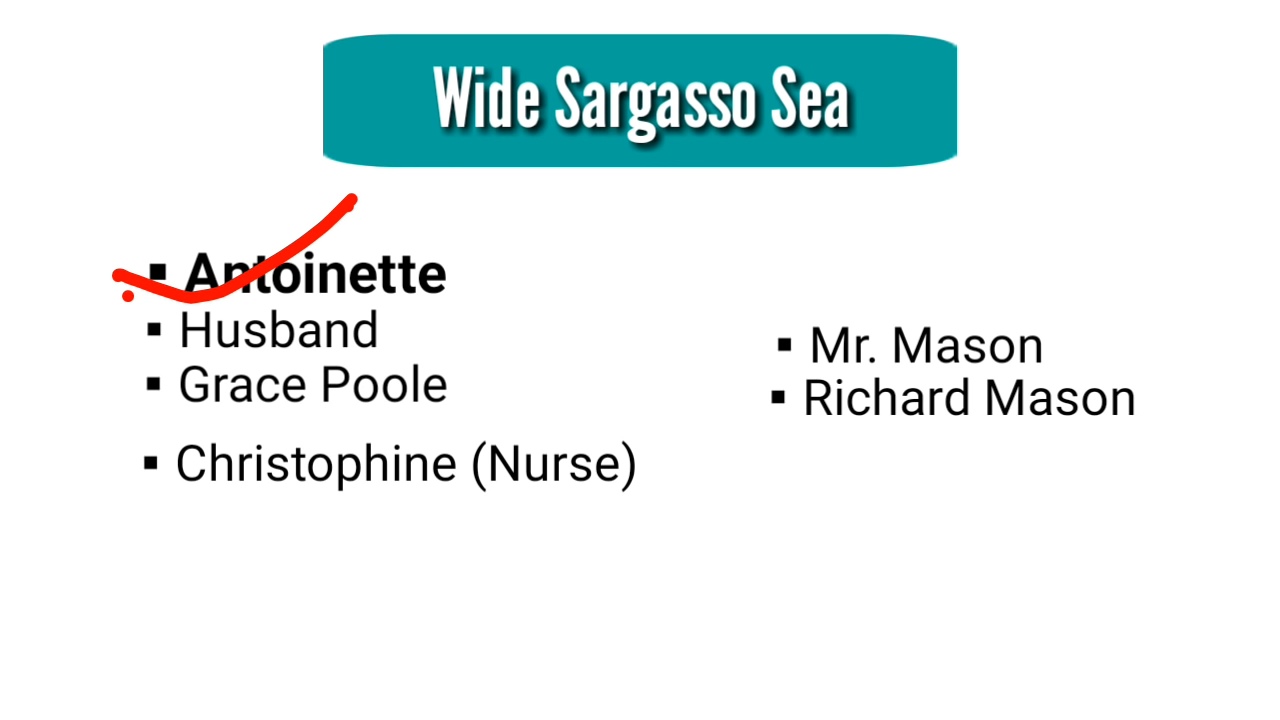 Wide Sargasso Sea
▪ Antoinette
▪ Husband
▪ Grace Poole
▪ Christophine (Nurse)
▪ Mr. Mason
▪ Richard Mason